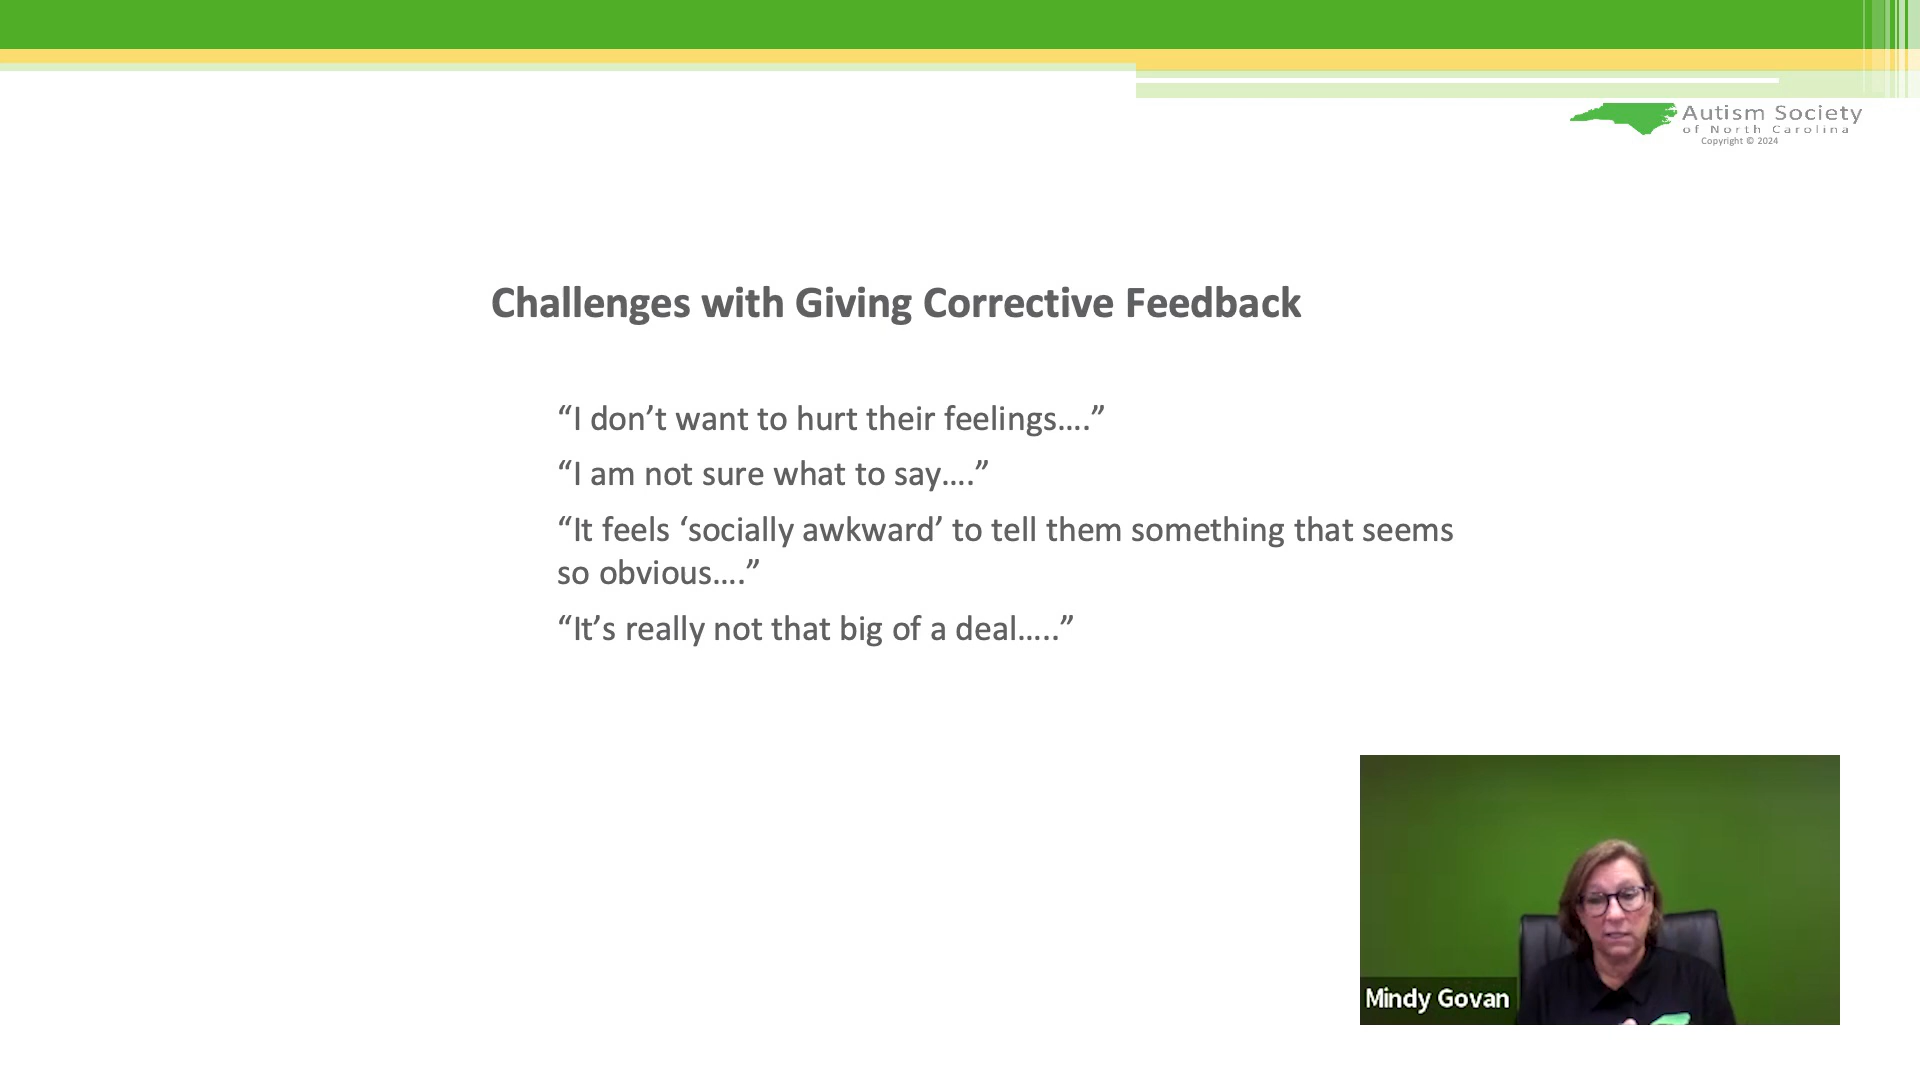 Autism Society
of North Carolina
Copyright © 2024
Challenges with Giving Corrective Feedback
“I don’t want to hurt their feelings....”
“I am not sure what to say....”
“It feels ‘socially awkward’ to tell them something that seems
so obvious....”
“It’s really not that big of a deal.....”
Mindy Govan